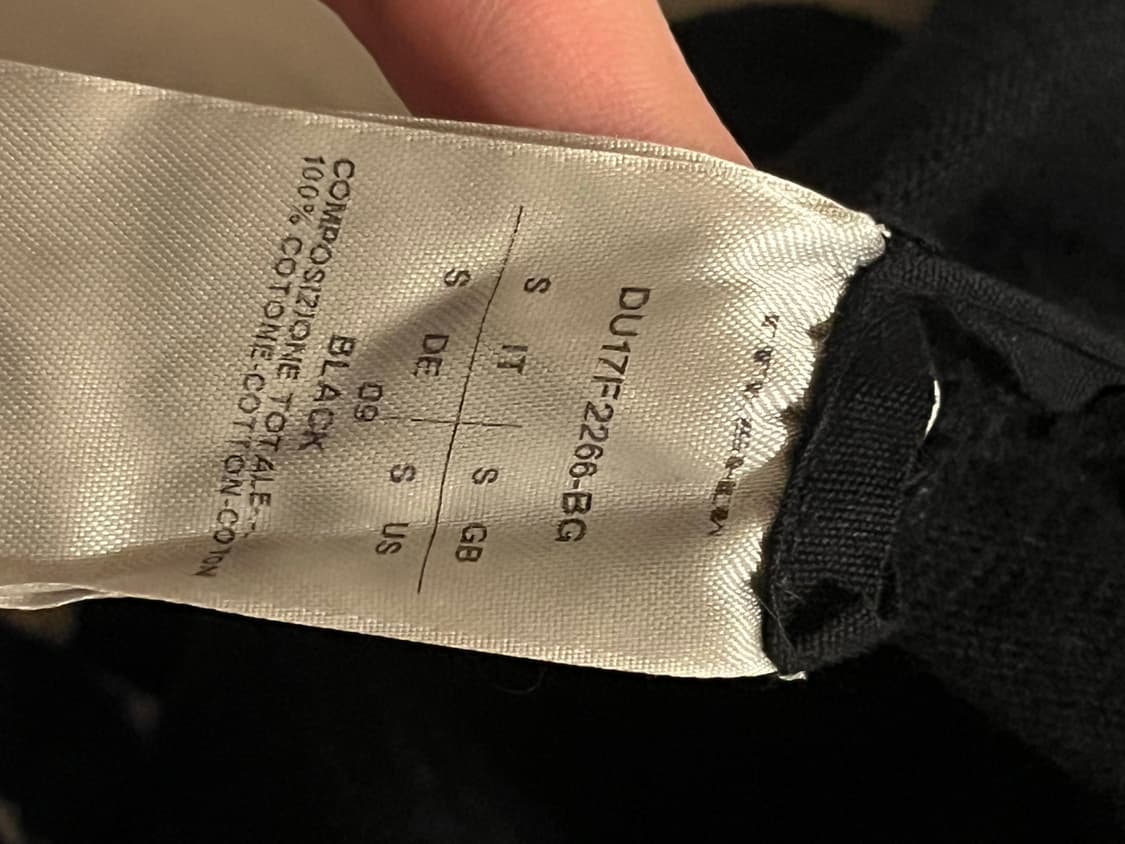 DU17F2266-BG
S IT S GB
S DE S US
09
BLACK
COMPOSIZIONE TOTALE--
100% COTONE-COTTON-COTON